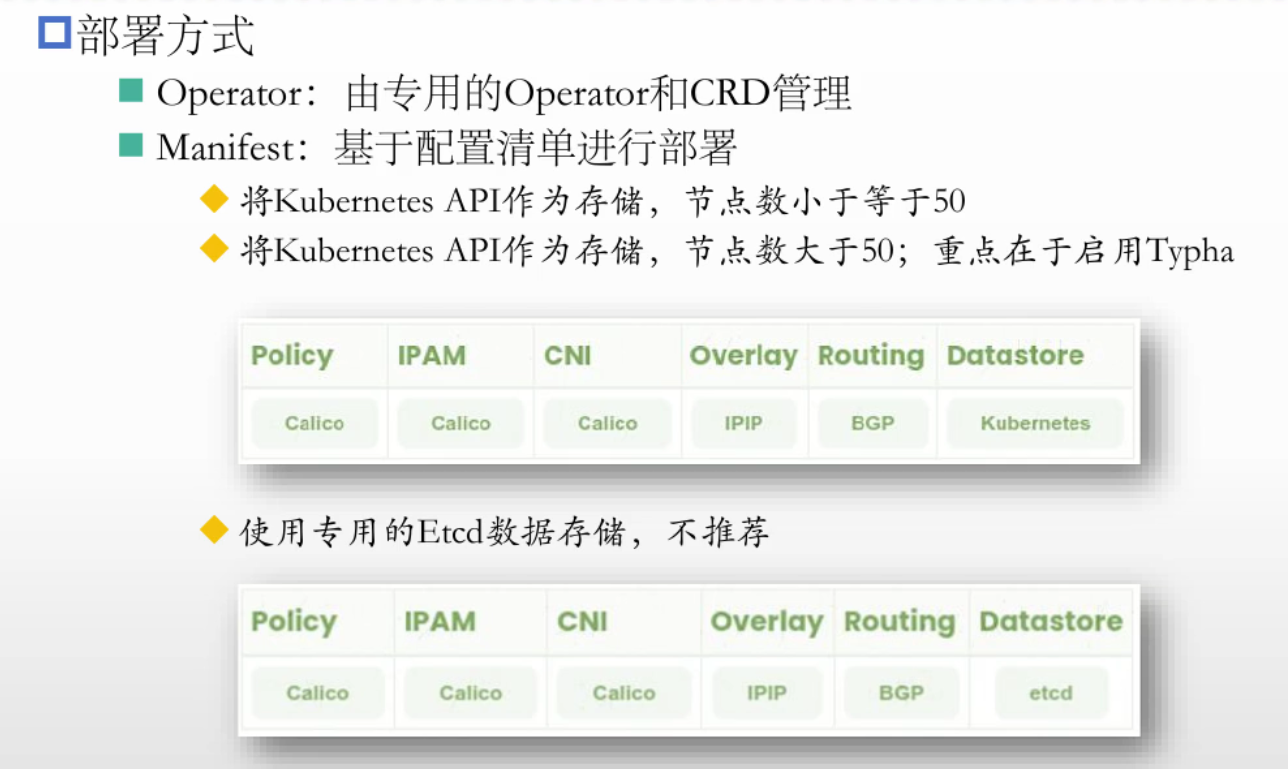 部署方式
Operator：由专用的Operator和CRD管理
Manifest：基于配置清单进行部署
将Kubernetes API作为存储，节点数小于等于50
将Kubernetes API作为存储，节点数大于50；重点在于启用Typha
Policy IPAM CNI Overlay Routing Datastore
Calico Calico Calico IPIP BGP Kubernetes
使用专用的Etcd数据存储，不推荐
Policy IPAM CNI Overlay Routing Datastore
Calico Calico Calico IPIP BGP etcd